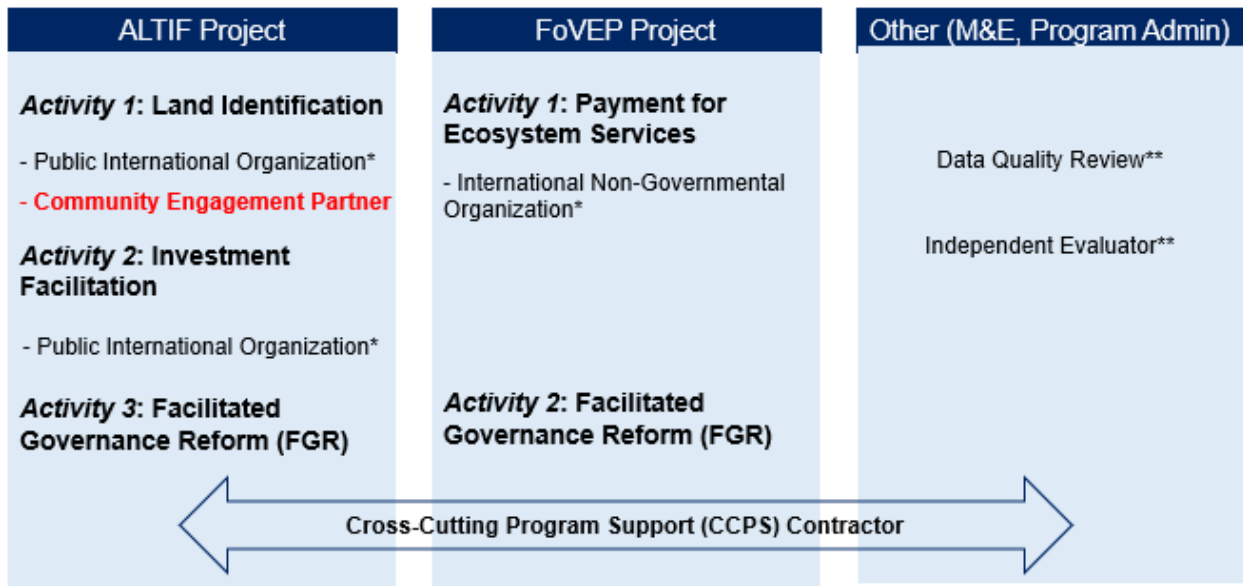 ALTIF Project
Activity 1: Land Identification
- Public International Organization*
- Community Engagement Partner
Activity 2: Investment
Facilitation
- Public International Organization*
Activity 3: Facilitated
Governance Reform (FGR)
FoVEP Project
Activity 1: Payment for
Ecosystem Services
- International Non-Governmental
Organization*
Activity 2: Facilitated
Governance Reform (FGR)
Other (M&E, Program Admin)
Data Quality Review**
Independent Evaluator**
Cross-Cutting Program Support (CCPS) Contractor